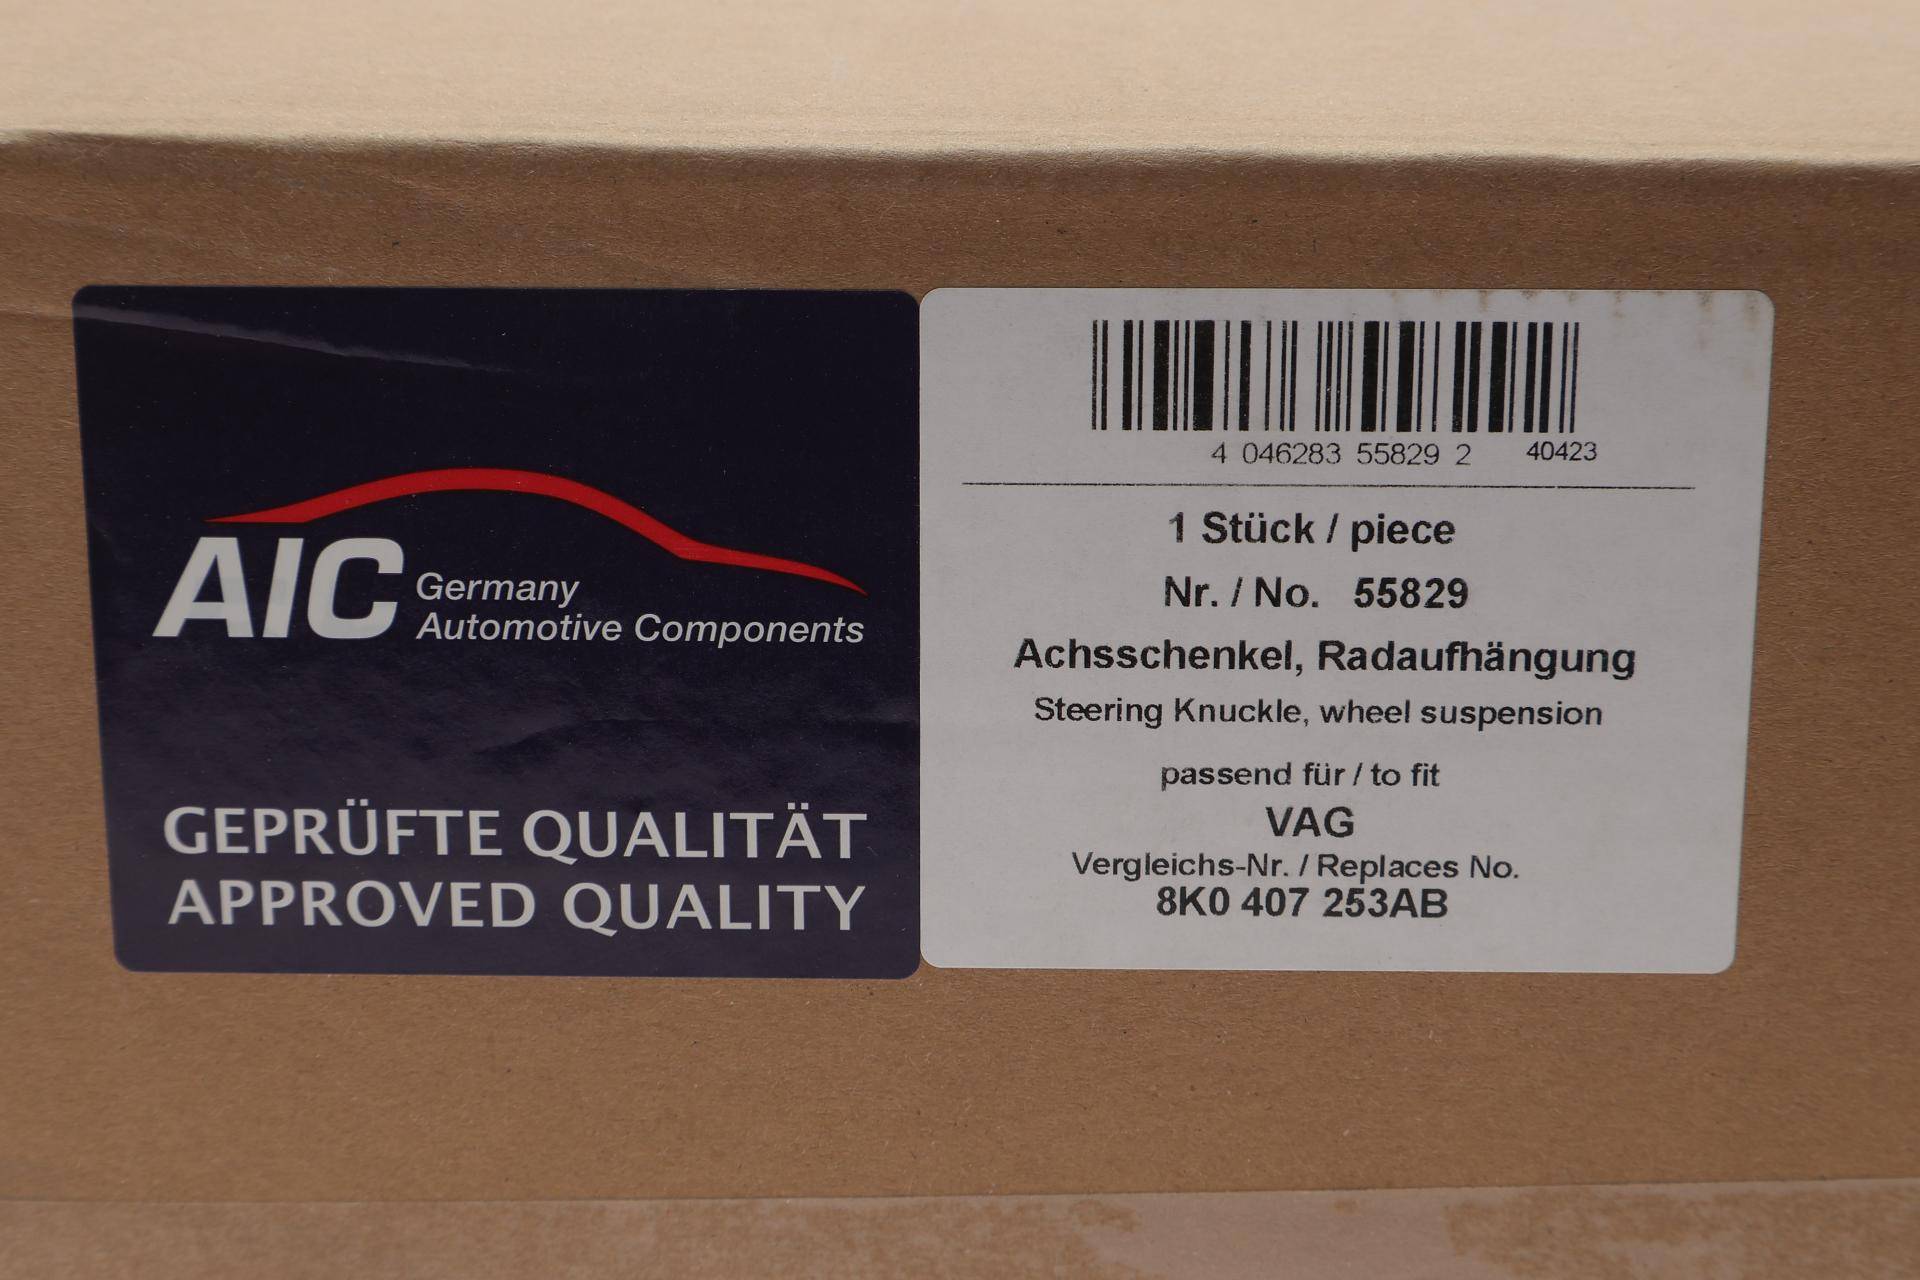 AIC Germany
Automotive Components
GEPRÜFTE QUALITÄT
APPROVED QUALITY
4 046283 55829 2 40423
1 Stück / piece
Nr. / No. 55829
Achsschenkel, Radaufhängung
Steering Knuckle, wheel suspension
passend für / to fit
VAG
Vergleichs-Nr. / Replaces No.
8K0 407 253AB